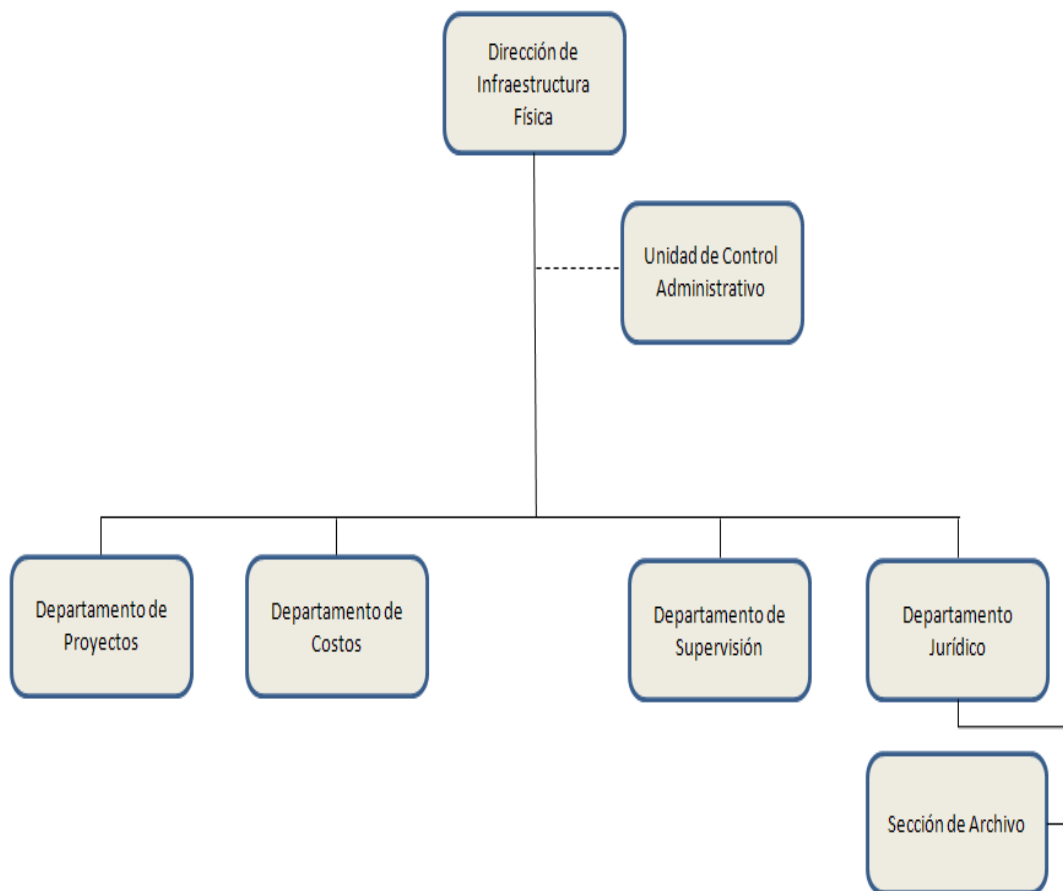 Dirección de
Infraestructura
Física
Unidad de Control
Administrativo
Departamento de
Proyectos
Departamento de
Costos
Departamento de
Supervisión
Departamento
Jurídico
Sección de Archivo